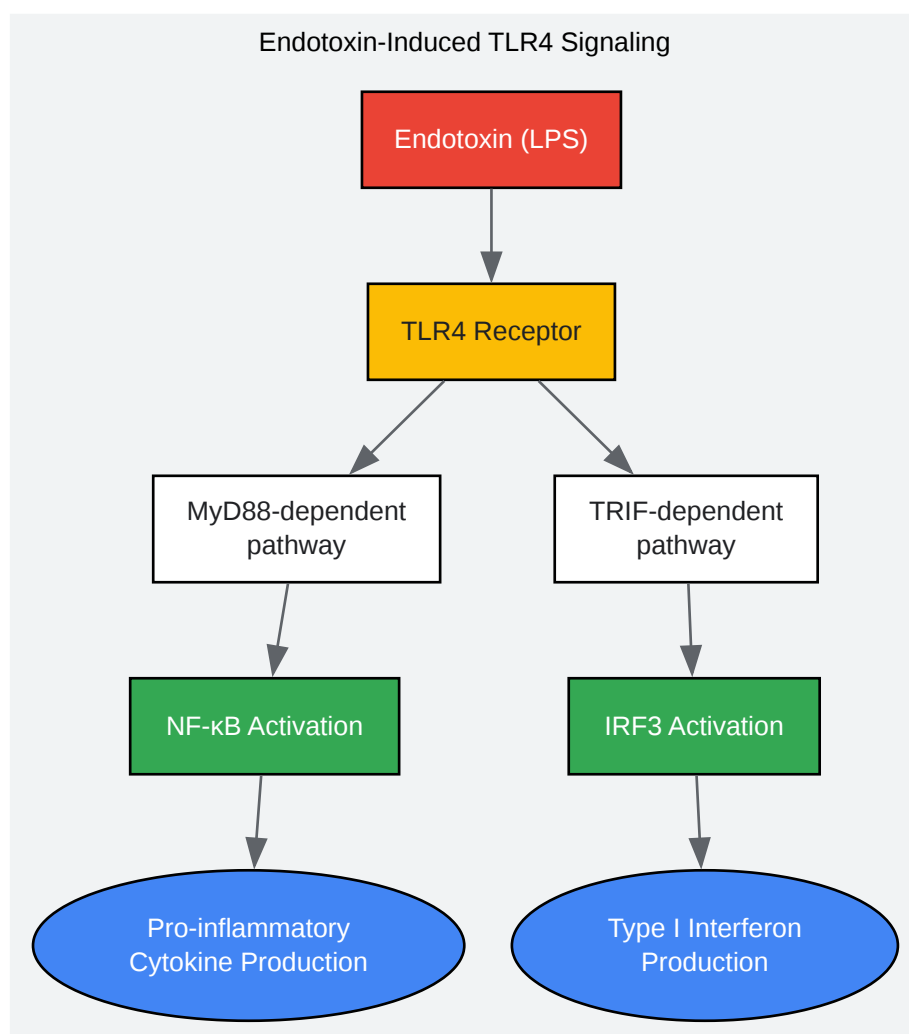 Endotoxin-Induced TLR4 Signaling
Endotoxin (LPS)
TLR4 Receptor
MyD88-dependent
pathway
TRIF-dependent
pathway
NF-κB Activation
IRF3 Activation
Pro-inflammatory
Cytokine Production
Type I Interferon
Production